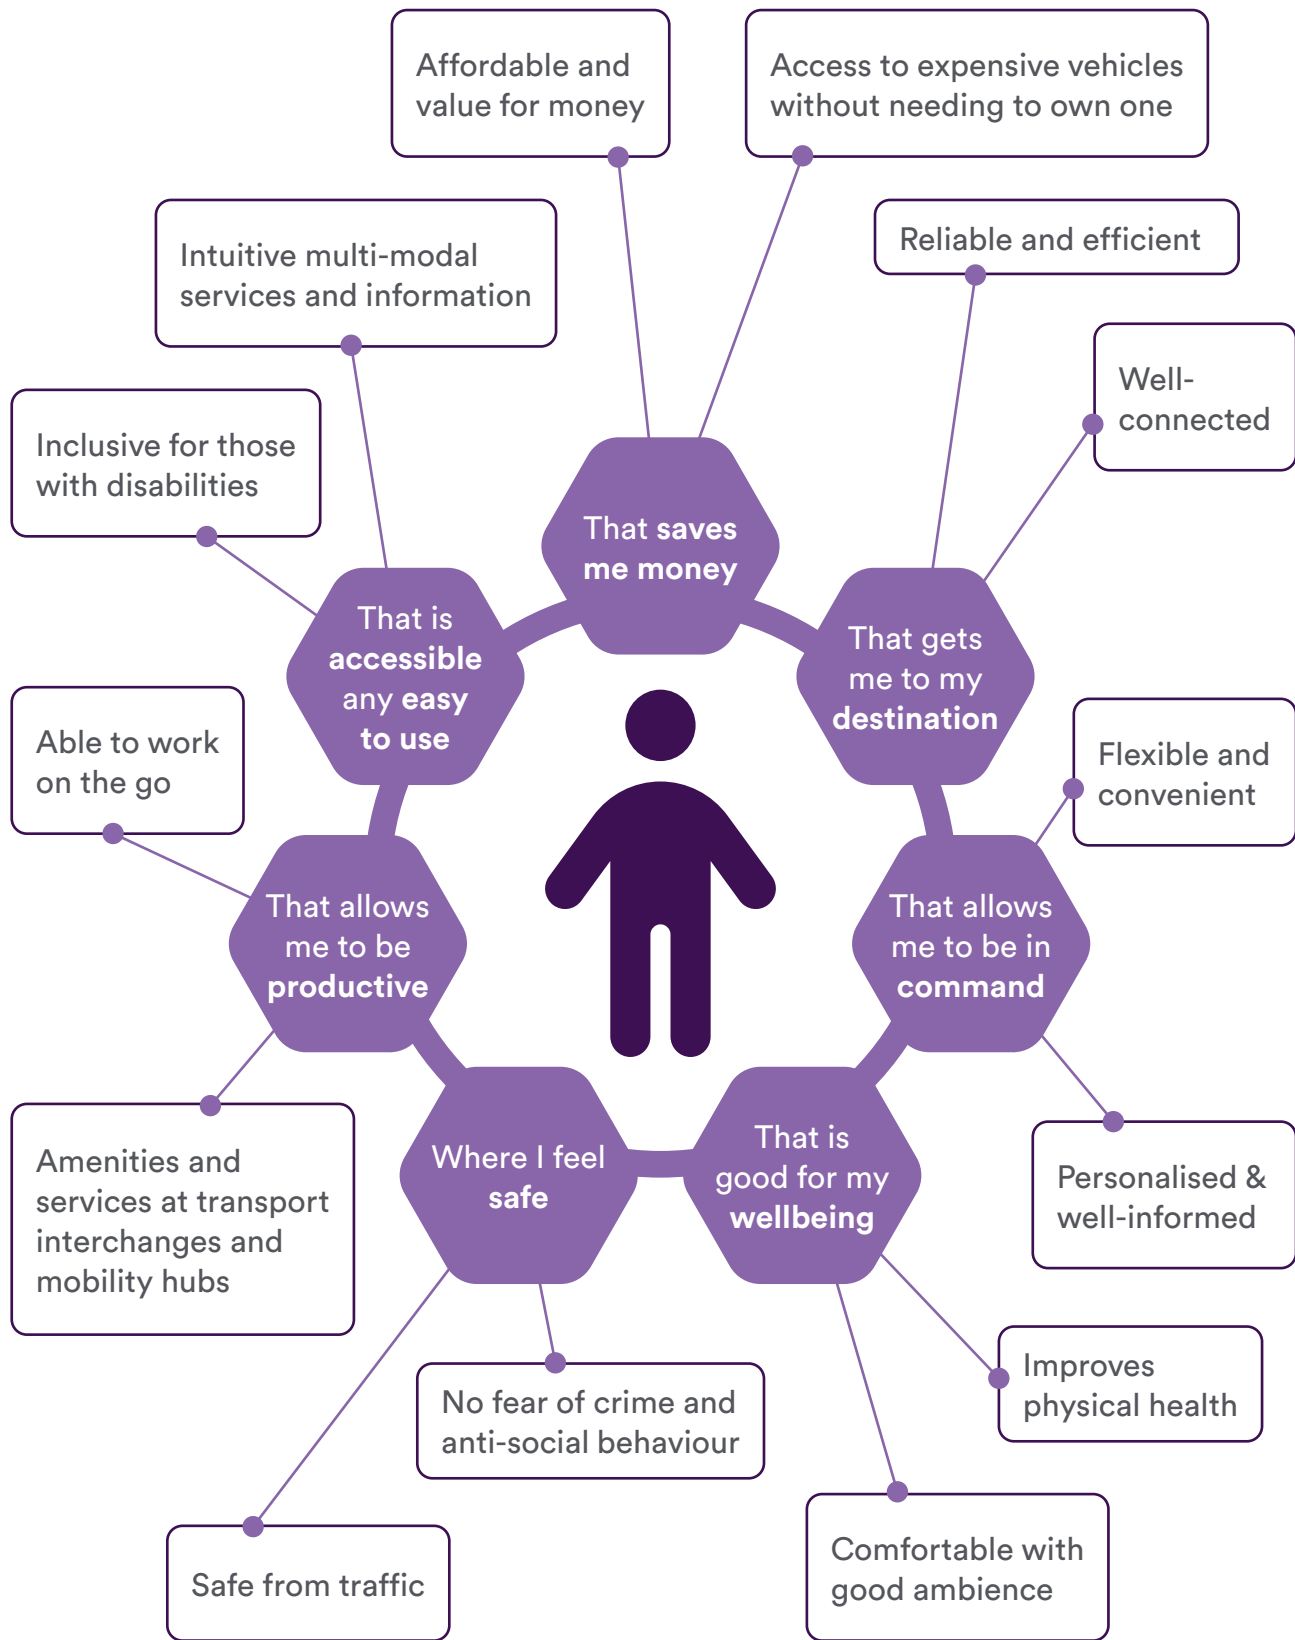 Affordable and
value for money
Access to expensive vehicles
without needing to own one
Intuitive multi-modal
services and information
Reliable and efficient
Well-
connected
Inclusive for those
with disabilities
That saves
me money
That is
accessible
any easy
to use
That gets
me to my
destination
Able to work
on the go
Flexible and
convenient
That allows
me to be
productive
That allows
me to be in
command
Where I feel
safe
That is
good for my
wellbeing
Amenities and
services at transport
interchanges and
mobility hubs
Personalised &
well-informed
No fear of crime and
anti-social behaviour
Improves
physical health
Safe from traffic
Comfortable with
good ambience